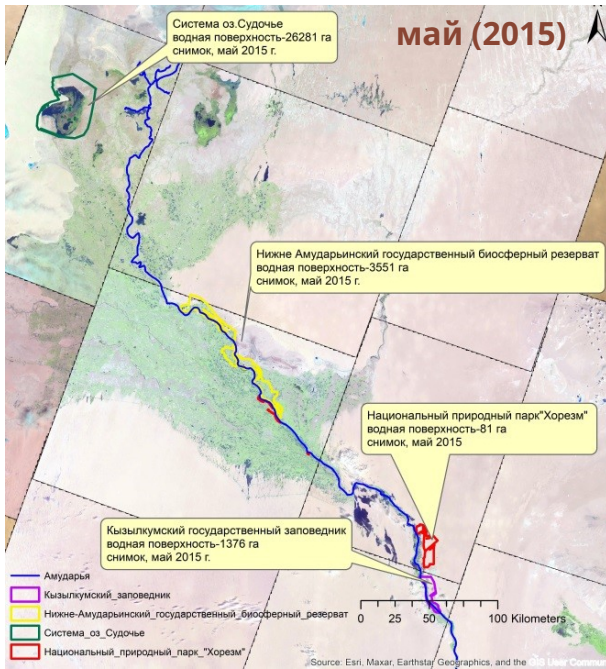 май (2015)
Система оз.Судочье
водная поверхность-26281 га
снимок, май 2015 г.
Нижне Амударьинский государственный биосферный резерват
водная поверхность-3551 га
снимок, май 2015 г.
Национальный природный парк"Хорезм"
водная поверхность-81 га
снимок, май 2015
Кызылкумский государственный заповедник
водная поверхность-1376 га
снимок, май 2015 г.
Амударья
Кызылкумский_заповедник
Нижне-Амударьинский_государственный_биосферный_резерват
Система_оз_Судочье
Национальный_природный_парк_"Хорезм"
0 25 50 100 Kilometers
Source: Esri, Maxar, Earthstar Geographics, and the GIS User Commun